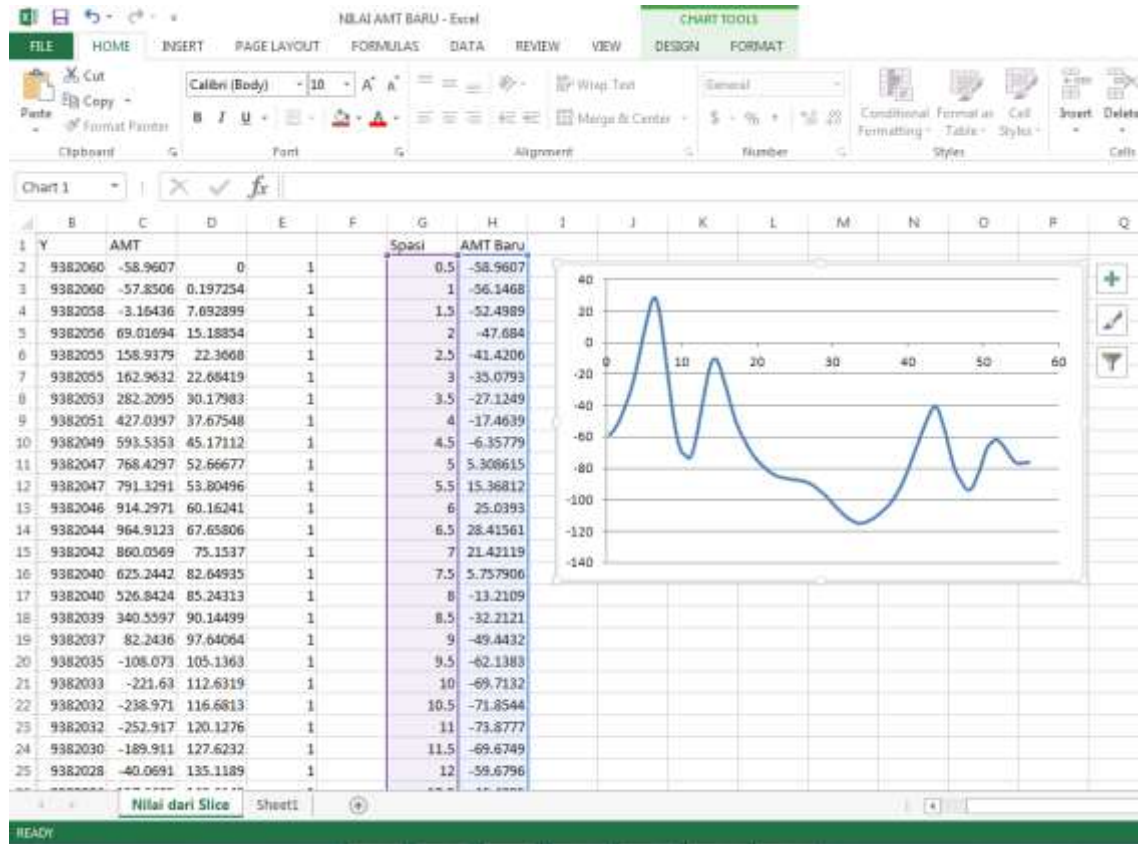 NILAI AMT BARU - Excel
CHART TOOLS
FILE HOME INSERT PAGE LAYOUT FORMULAS DATA REVIEW VIEW DESIGN FORMAT
Cut
Copy
Format Painter
Paste
Calibri (Body) 10
Wrap Text
Merge & Center
General
Conditional Formatting
Format as Table
Cell Styles
Insert Delete
Clipboard Font Alignment Number Styles Cells
Chart 1
fx
B C D E F G H I J K L M N O P Q
1 Y AMT Spasi AMT Baru
2 9382060 -58.9607 0 1 0.5 -58.9607
3 9382060 -57.8506 0.197254 1 1 -56.1468
4 9382058 -3.16436 7.692899 1 1.5 -52.4989
5 9382056 69.01694 15.18854 1 2 -47.684
6 9382055 158.9379 22.3668 1 2.5 -41.4206
7 9382055 162.9632 22.68419 1 3 -35.0793
8 9382053 282.2095 30.17983 1 3.5 -27.1249
9 9382051 427.0397 37.67548 1 4 -17.4639
10 9382049 593.5353 45.17112 1 4.5 -6.35779
11 9382047 768.4297 52.66677 1 5 5.308615
12 9382047 791.3291 53.80496 1 5.5 15.36812
13 9382046 914.2971 60.16241 1 6 25.0393
14 9382044 964.9123 67.65806 1 6.5 28.41561
15 9382042 860.0569 75.1537 1 7 21.42119
16 9382040 625.2442 82.64935 1 7.5 5.757906
17 9382040 526.8424 85.24313 1 8 -13.2109
18 9382039 340.5597 90.14499 1 8.5 -32.2121
19 9382037 82.2436 97.64064 1 9 -49.4432
20 9382035 -108.073 105.1363 1 9.5 -62.1383
21 9382033 -221.63 112.6319 1 10 -69.7132
22 9382032 -238.971 116.6813 1 10.5 -71.8544
23 9382032 -252.917 120.1276 1 11 -73.8777
24 9382030 -189.911 127.6232 1 11.5 -69.6749
25 9382028 -40.0691 135.1189 1 12 -59.6796
40
20
0
-20
-40
-60
-80
-100
-120
-140
0 10 20 30 40 50 60
Nilai dari Slice Sheet1
READY